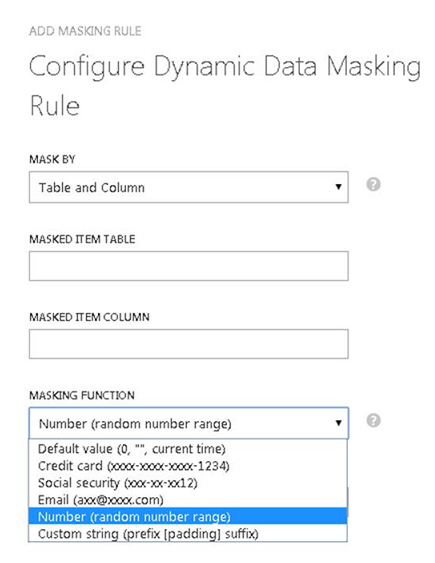 ADD MASKING RULE
Configure Dynamic Data Masking
Rule
MASK BY
Table and Column
?
MASKED ITEM TABLE
MASKED ITEM COLUMN
MASKING FUNCTION
Number (random number range)
?
Default value (0, "", current time)
Credit card (xxxx-xxxx-xxxx-1234)
Social security (xxx-xx-xx12)
Email (axx@xxxx.com)
Number (random number range)
Custom string (prefix [padding] suffix)